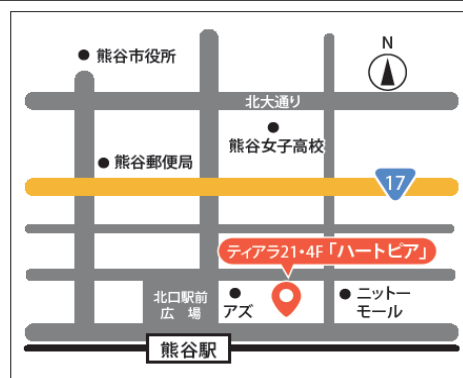 熊谷市役所
N
北大通り
熊谷女子高校
熊谷郵便局
17
ティアラ21・4F「ハートピア」
北口駅前
広　場
アズ
ニットー
モール
熊谷駅